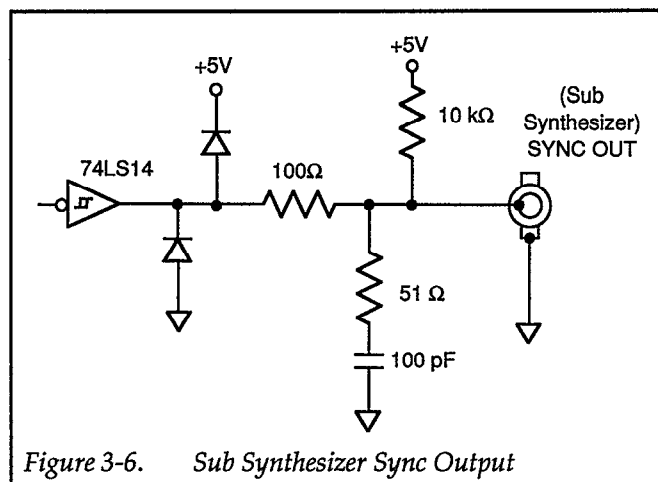 +5V
+5V
(Sub
Synthesizer)
SYNC OUT
10 kΩ
74LS14
100Ω
51 Ω
100 pF
Figure 3-6. Sub Synthesizer Sync Output